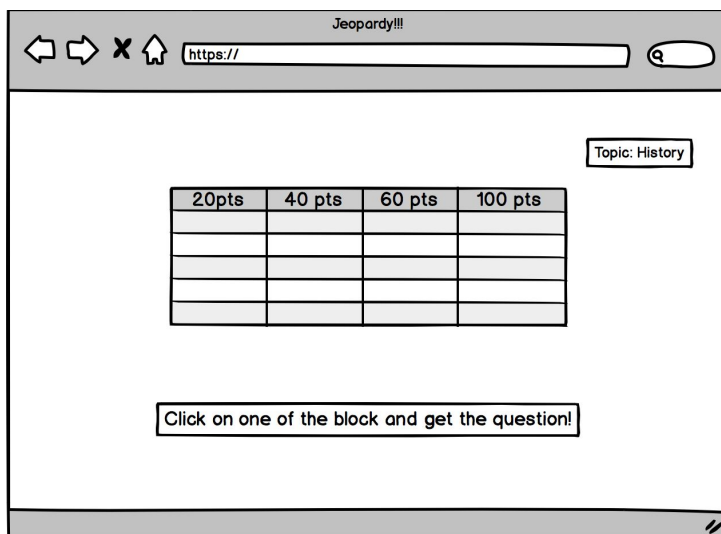 Jeopardy!!!
https://
Topic: History
20pts 40 pts 60 pts 100 pts
Click on one of the block and get the question!